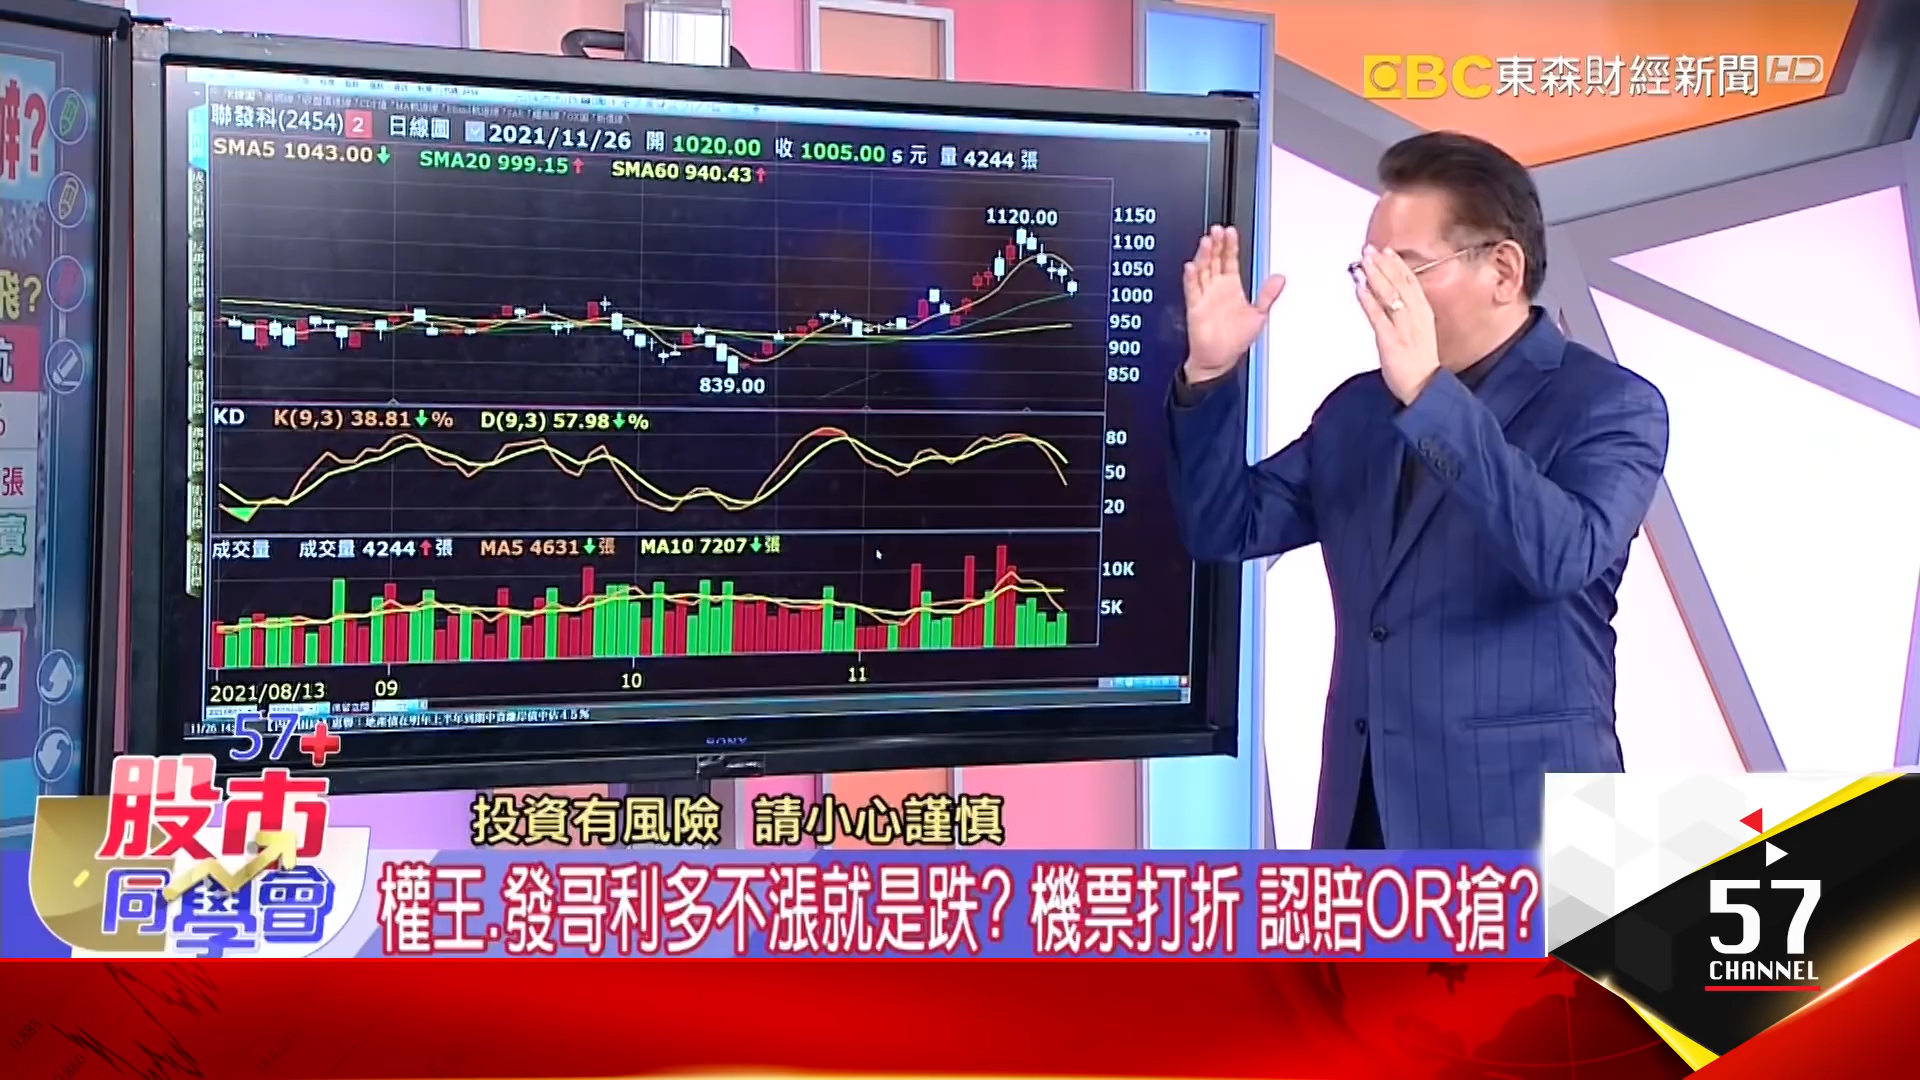 EBC 東森財經新聞 HD
聯發科(2454) 2 日線圖 2021/11/26 開 1020.00 收 1005.00 s 元 量 4244 張
SMA5 1043.00↓ SMA20 999.15↑ SMA60 940.43↑
1120.00
839.00
1150
1100
1050
1000
950
900
850
KD K(9,3) 38.81↓% D(9,3) 57.98↓%
80
50
20
成交量 成交量 4244↑張 MA5 4631↓張 MA10 7207↓張
10K
5K
2021/08/13 09 10 11
SONY
飛?
張
賣
?
57+
股市
同學會
投資有風險 請小心謹慎
權王.發哥利多不漲就是跌? 機票打折 認賠OR搶?
57
CHANNEL